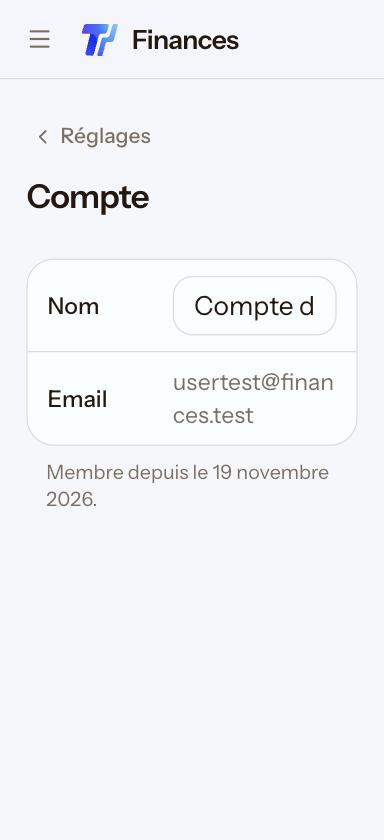 Finances
Réglages
Compte
Nom
Compte d
Email
usertest@finan
ces.test
Membre depuis le 19 novembre
2026.